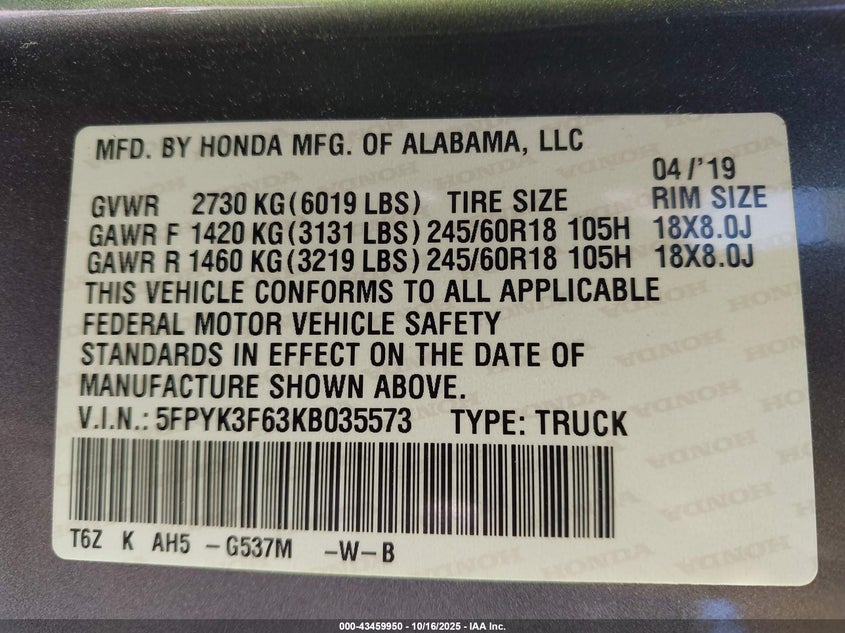 MFD. BY HONDA MFG. OF ALABAMA, LLC
04/'19
GVWR 2730 KG (6019 LBS) TIRE SIZE RIM SIZE
GAWR F 1420 KG (3131 LBS) 245/60R18 105H 18X8.0J
GAWR R 1460 KG (3219 LBS) 245/60R18 105H 18X8.0J
THIS VEHICLE CONFORMS TO ALL APPLICABLE
FEDERAL MOTOR VEHICLE SAFETY
STANDARDS IN EFFECT ON THE DATE OF
MANUFACTURE SHOWN ABOVE.
V.I.N.: 5FPYK3F63KB035573 TYPE: TRUCK
T6Z K AH5 -G537M -W-B
000-43459950 - 10/16/2025 - IAA Inc.